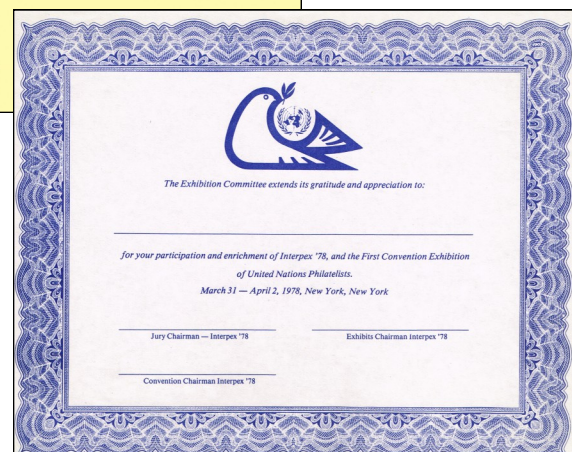 The Exhibition Committee extends its gratitude and appreciation to:
for your participation and enrichment of Interpex '78, and the First Convention Exhibition
of United Nations Philatelists.
March 31 — April 2, 1978, New York, New York
Jury Chairman — Interpex '78
Exhibits Chairman Interpex '78
Convention Chairman Interpex '78